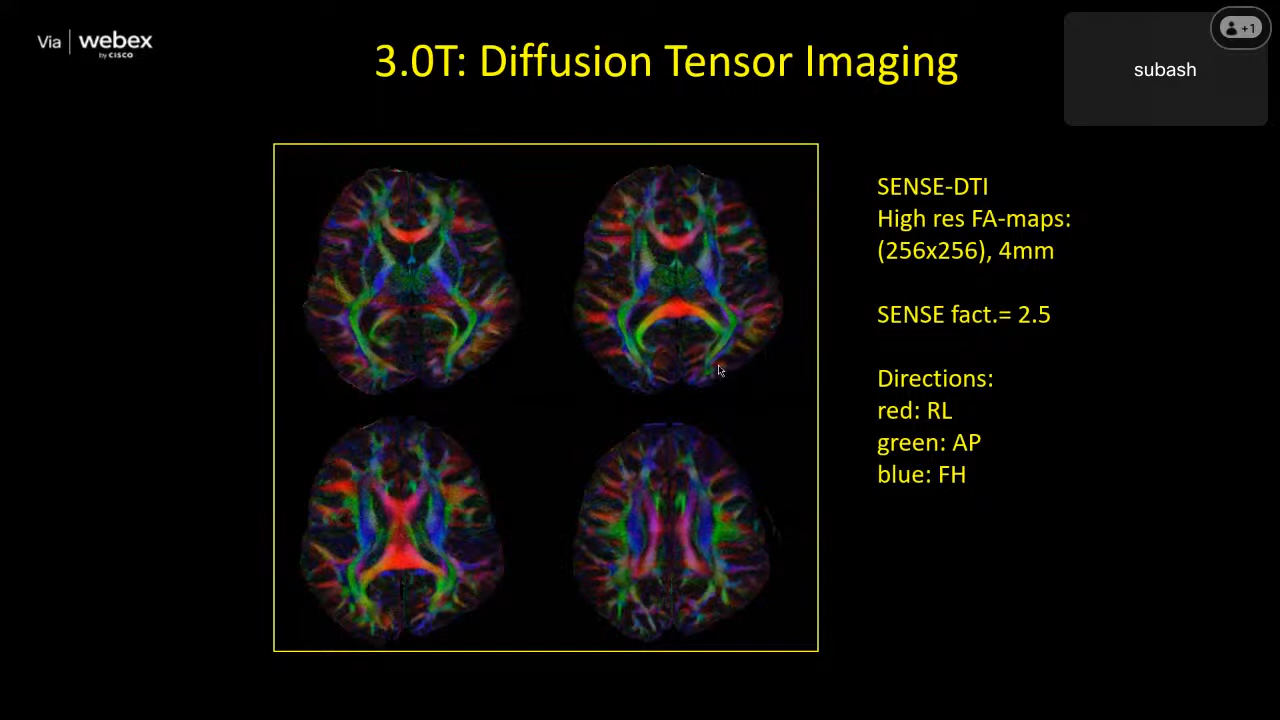 Via webex
by CISCO
3.0T: Diffusion Tensor Imaging
+1
subash
SENSE-DTI
High res FA-maps:
(256x256), 4mm
SENSE fact.= 2.5
Directions:
red: RL
green: AP
blue: FH